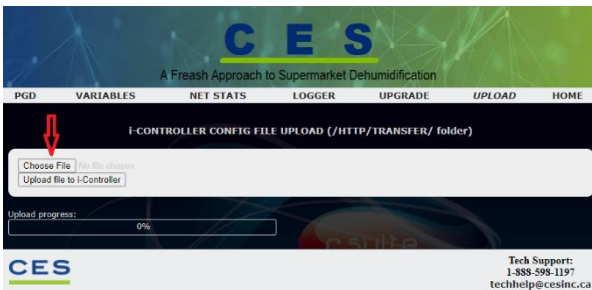 CES
A Freash Approach to Supermarket Dehumidification
PGD VARIABLES NET STATS LOGGER UPGRADE UPLOAD HOME
i-CONTROLLER CONFIG FILE UPLOAD (/HTTP/TRANSFER/ folder)
Choose File No file chosen
Upload file to i-Controller
Upload progress:
0%
c suite
CES
Tech Support:
1-888-598-1197
techhelp@cesinc.ca